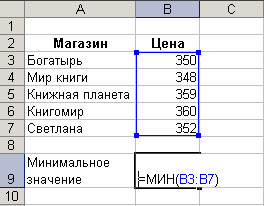 A B C
1
2 Магазин Цена
3 Богатырь 350
4 Мир книги 348
5 Книжная планета 359
6 Книгомир 360
7 Светлана 352
8
Минимальное
9 значение =МИН(B3:B7)
10